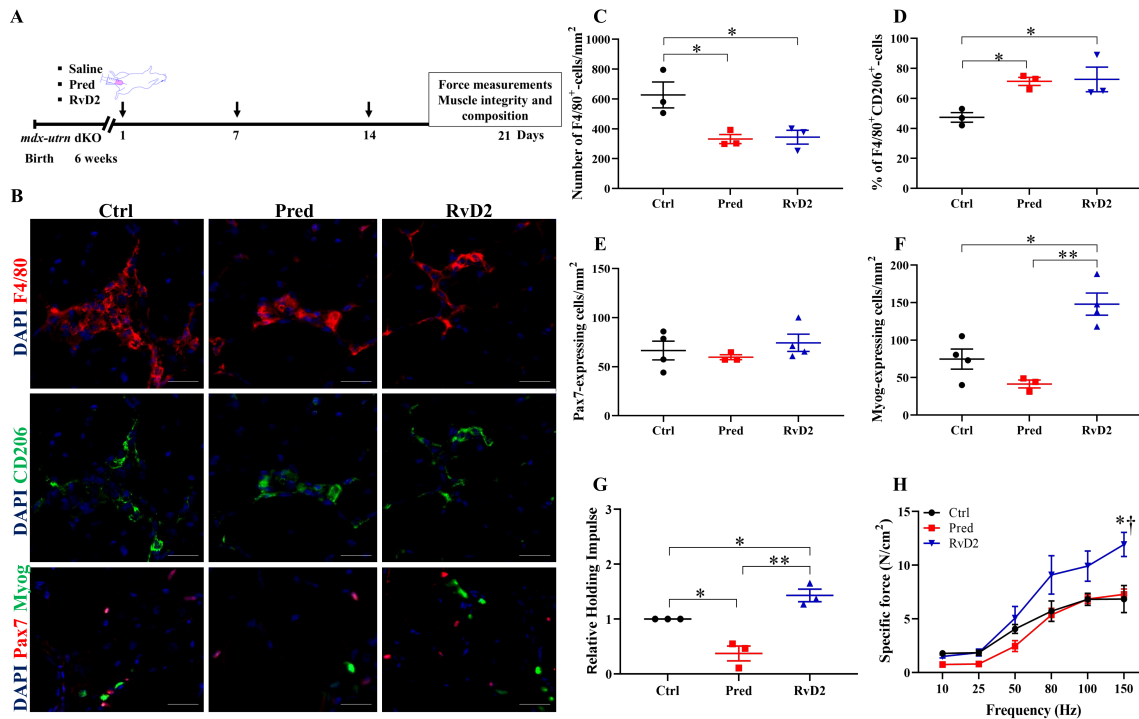 A
Saline
Pred
RvD2
Force measurements
Muscle integrity and
composition
mdx-utrn dKO
1
7
14
21 Days
Birth
6 weeks
B
Ctrl
Pred
RvD2
DAPI F4/80
DAPI CD206
DAPI Pax7 Myog
C
Number of F4/80+-cells/mm2
1000
800
600
400
200
0
*
*
Ctrl
Pred
RvD2
D
% of F4/80+CD206+-cells
100
80
60
40
20
0
*
*
Ctrl
Pred
RvD2
E
Pax7-expressing cells/mm2
150
100
50
0
Ctrl
Pred
RvD2
F
Myog-expressing cells/mm2
200
150
100
50
0
*
**
Ctrl
Pred
RvD2
G
Relative Holding Impulse
3
2
1
0
*
**
*
Ctrl
Pred
RvD2
H
Ctrl
Pred
RvD2
Specific force (N/cm2)
15
10
5
0
*†
10
25
50
80
100
150
Frequency (Hz)